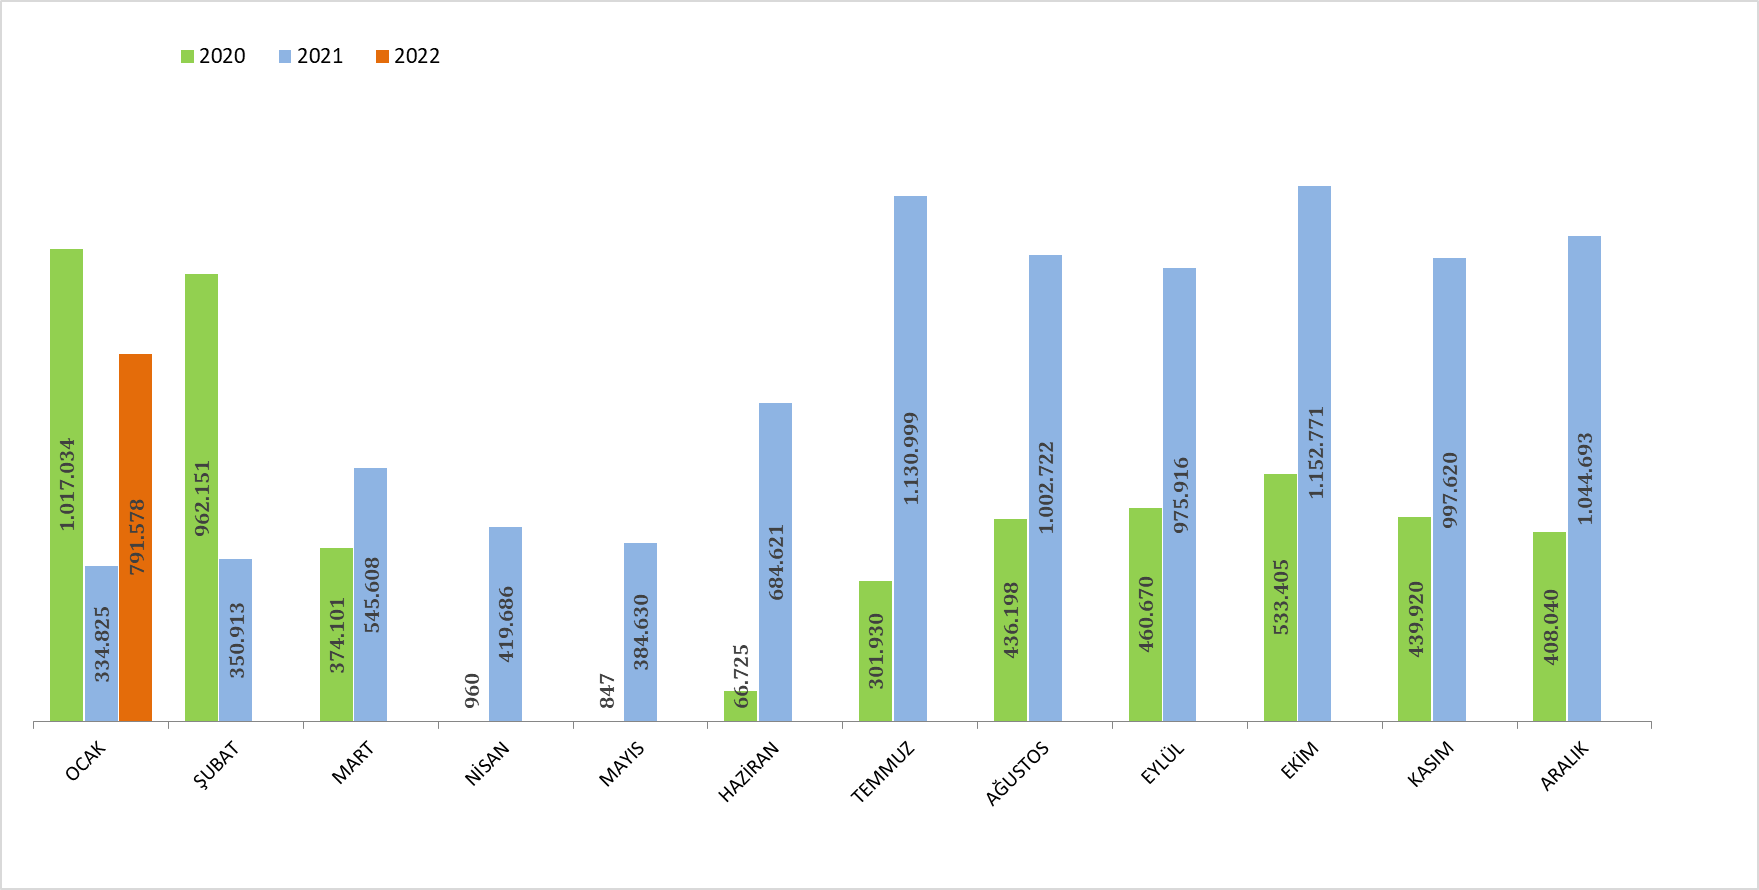 2020 2021 2022
1.017.034
334.825
791.578
962.151
350.913
374.101
545.608
960
419.686
847
384.630
66.725
684.621
301.930
1.130.999
436.198
1.002.722
460.670
975.916
533.405
1.152.771
439.920
997.620
408.040
1.044.693
OCAK
ŞUBAT
MART
NİSAN
MAYIS
HAZİRAN
TEMMUZ
AĞUSTOS
EYLÜL
EKİM
KASIM
ARALIK